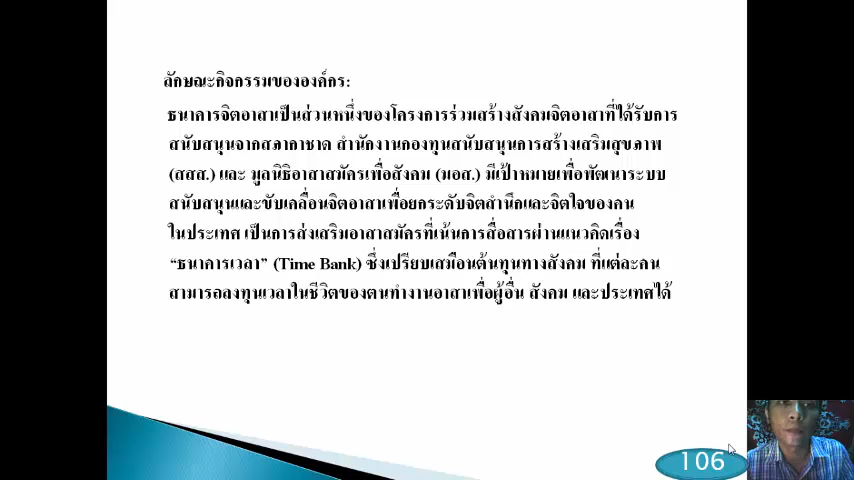 ลักษณะกิจกรรมขององค์กร:
ธนาคารจิตอาสาเป็นส่วนหนึ่งของโครงการร่วมสร้างสังคมจิตอาสาที่ได้รับการ
สนับสนุนจากสภากาชาด สำนักงานกองทุนสนับสนุนการสร้างเสริมสุขภาพ
(สสส.) และ มูลนิธิอาสาสมัครเพื่อสังคม (มอส.) มีเป้าหมายเพื่อพัฒนาระบบ
สนับสนุนและขับเคลื่อนจิตอาสาเพื่อยกระดับจิตสำนึกและจิตใจของคน
ในประเทศ เป็นการส่งเสริมอาสาสมัครที่เน้นการสื่อสารผ่านแนวคิดเรื่อง
“ธนาคารเวลา” (Time Bank) ซึ่งเปรียบเสมือนต้นทุนทางสังคม ที่แต่ละคน
สามารถลงทุนเวลาในชีวิตของตนทำงานอาสาเพื่อผู้อื่น สังคม และประเทศได้
106